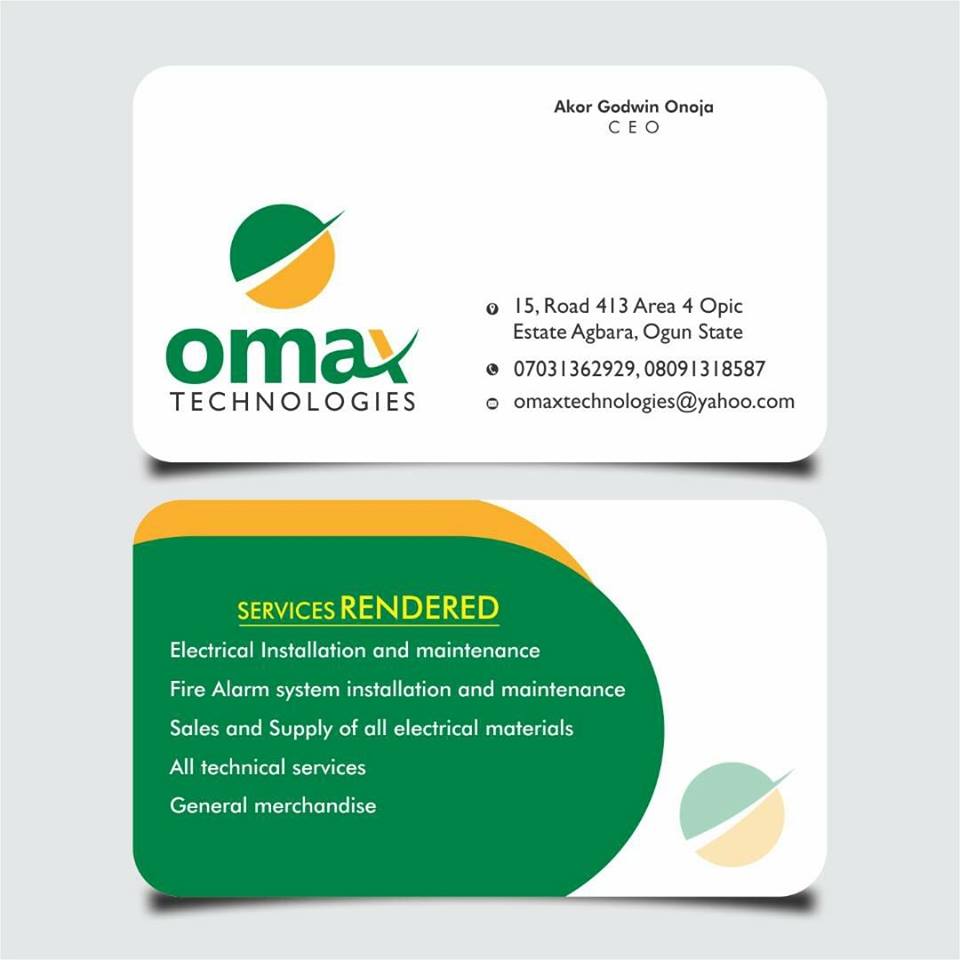 Akor Godwin Onoja
CEO
omax
TECHNOLOGIES
15, Road 413 Area 4 Opic
Estate Agbara, Ogun State
07031362929, 08091318587
omaxtechnologies@yahoo.com
SERVICES RENDERED
Electrical Installation and maintenance
Fire Alarm system installation and maintenance
Sales and Supply of all electrical materials
All technical services
General merchandise